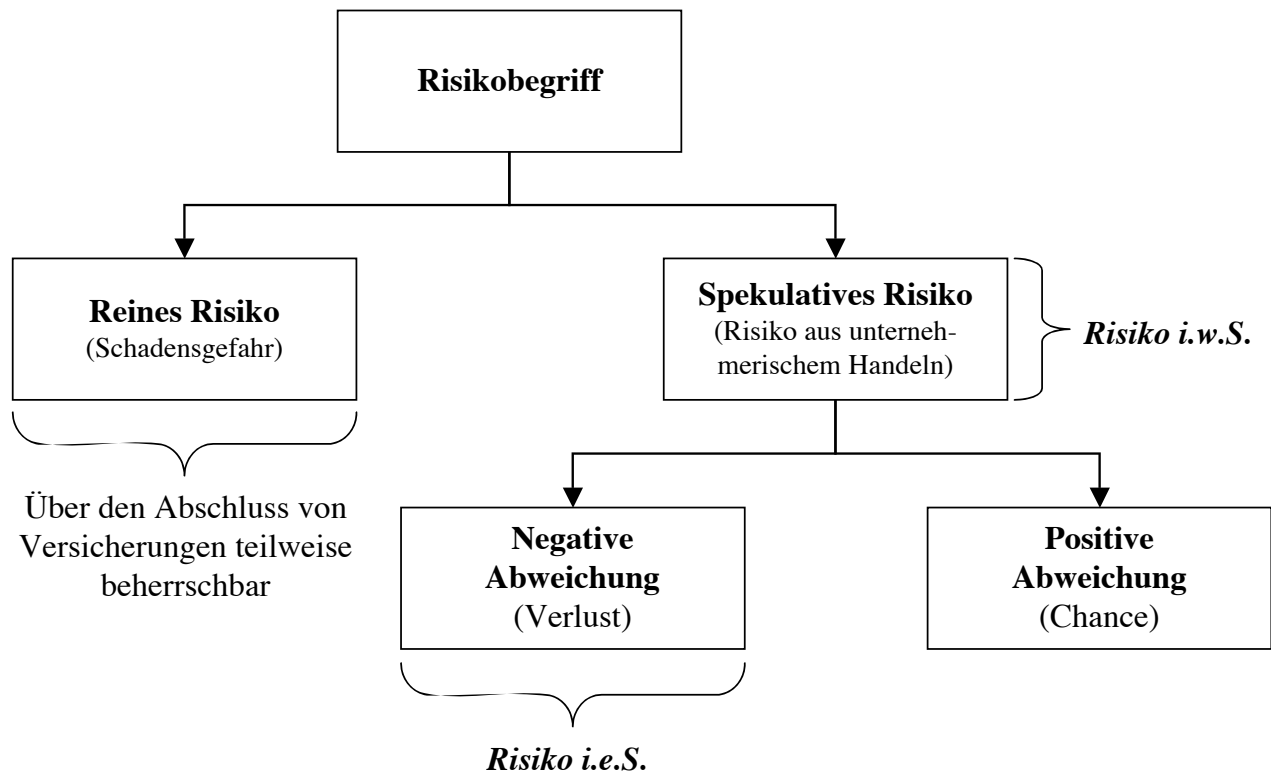 Risikobegriff
Reines Risiko
(Schadensgefahr)
Spekulatives Risiko
(Risiko aus unterneh-
merischem Handeln)
Risiko i.w.S.
Über den Abschluss von
Versicherungen teilweise
beherrschbar
Negative
Abweichung
(Verlust)
Positive
Abweichung
(Chance)
Risiko i.e.S.